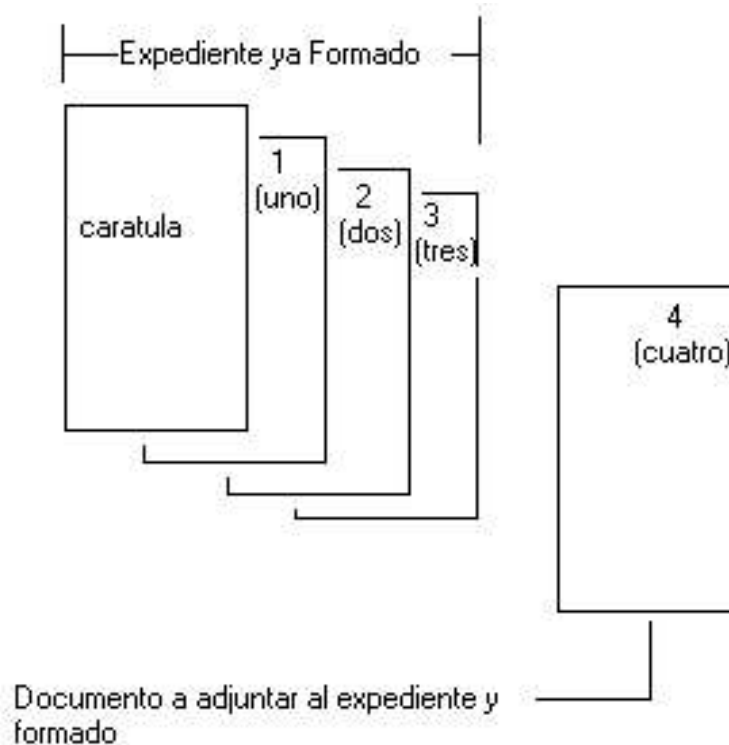 Expediente ya Formado
caratula
1
(uno)
2
(dos)
3
(tres)
4
(cuatro)
Documento a adjuntar al expediente y
formado